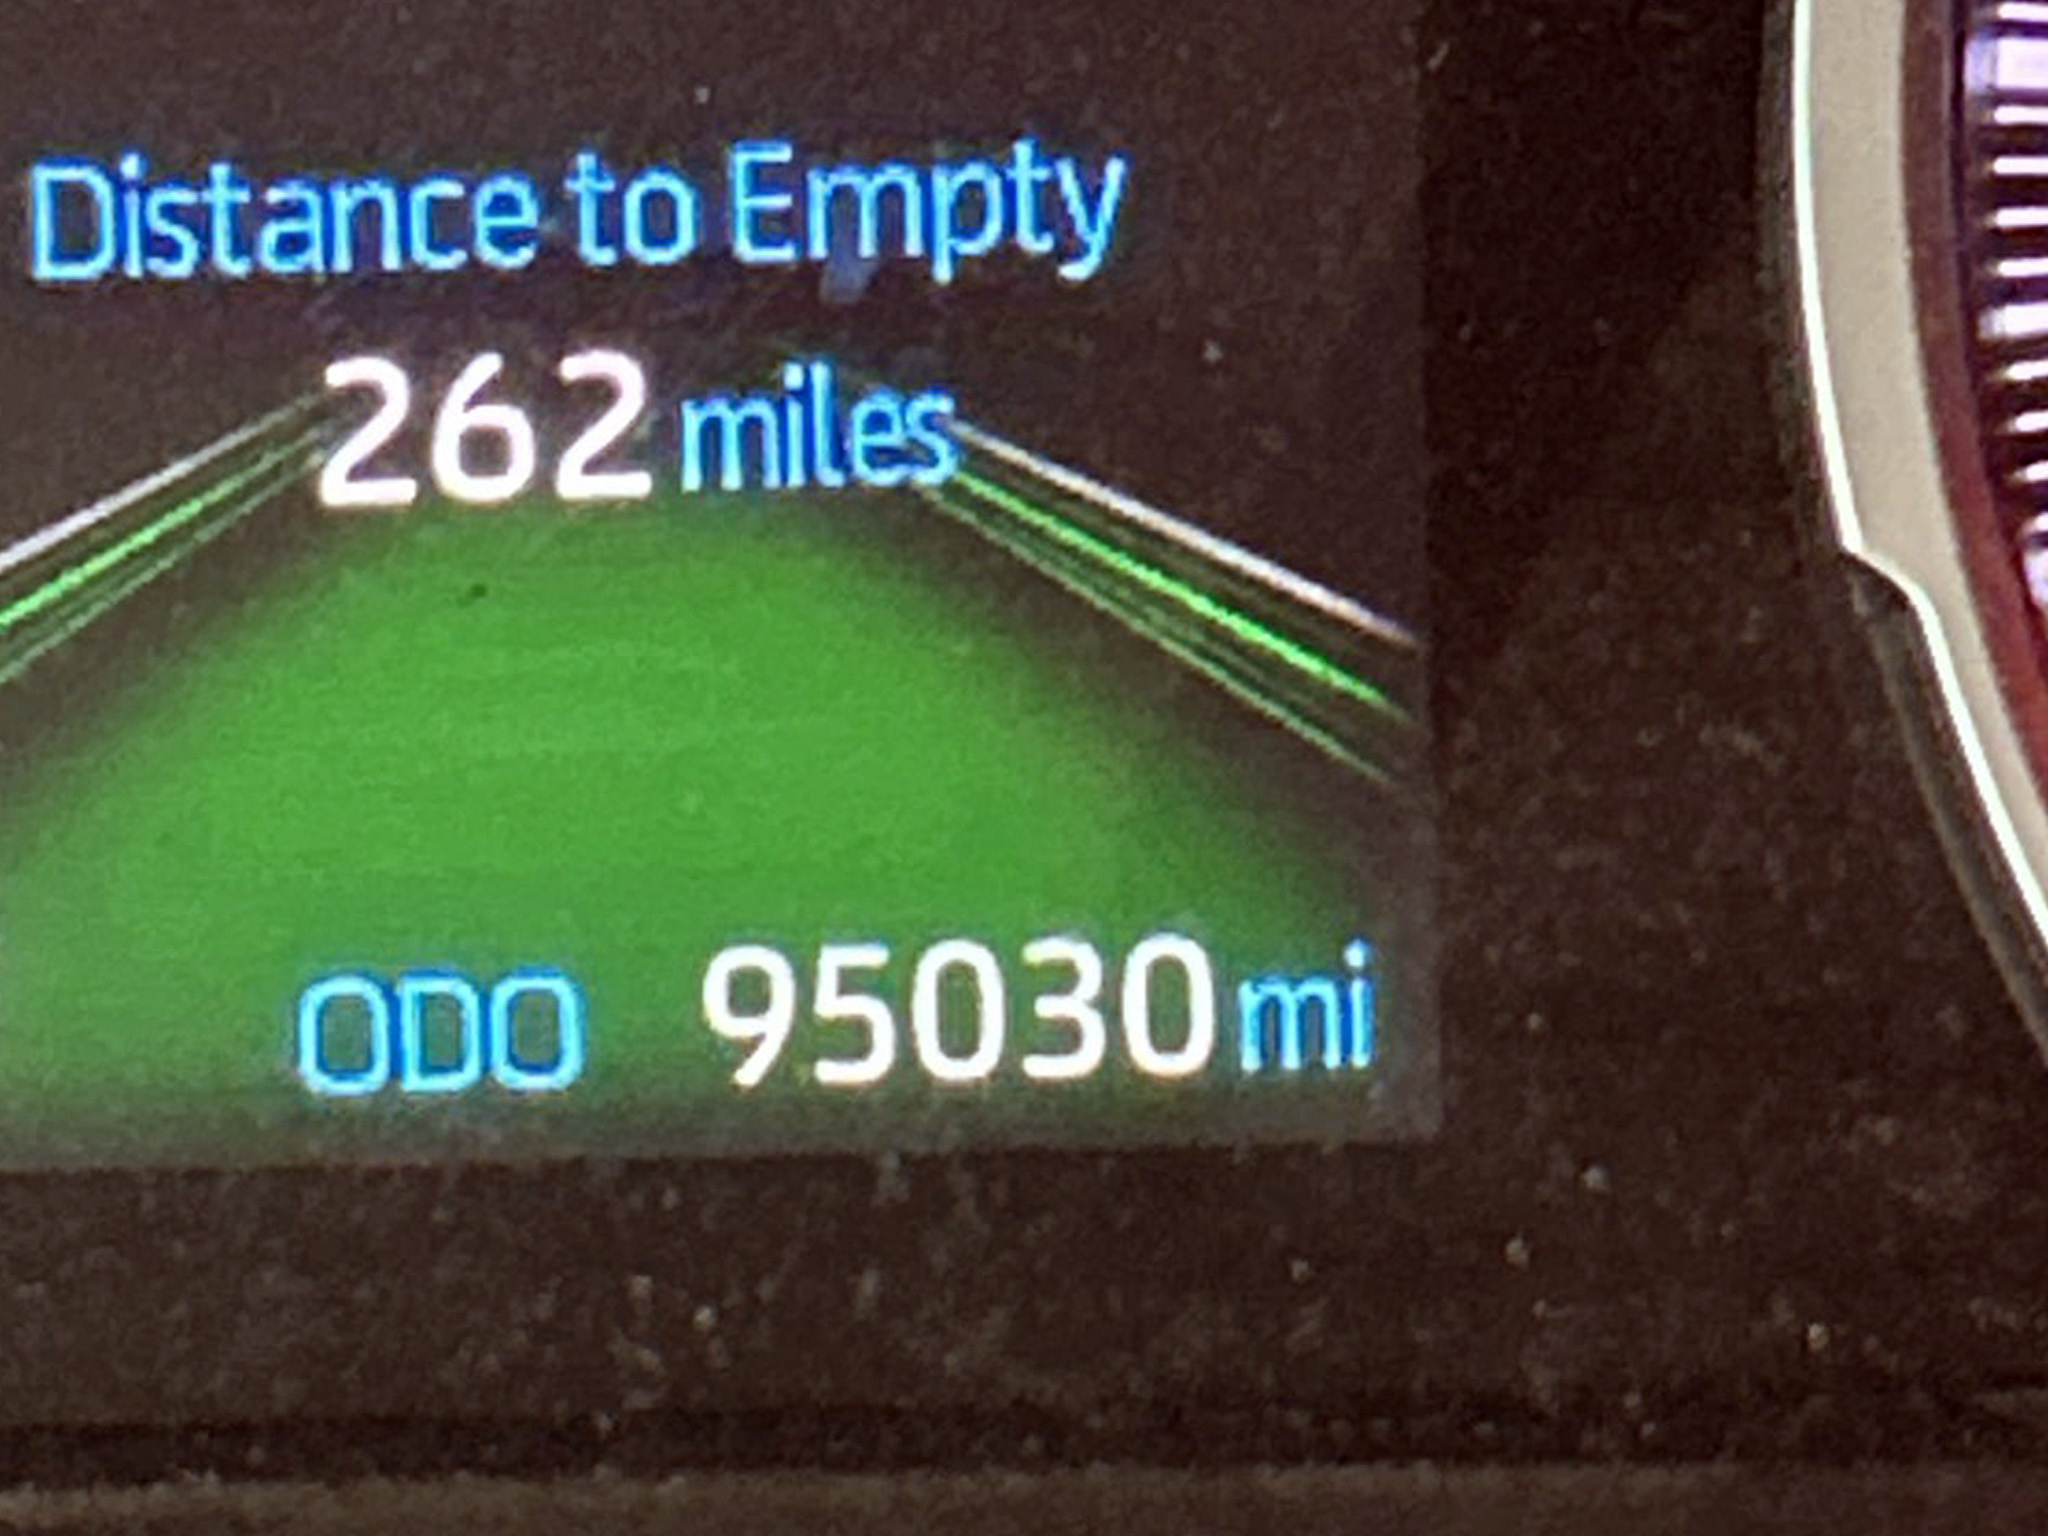 Distance to Empty
262 miles
ODO 95030 mi